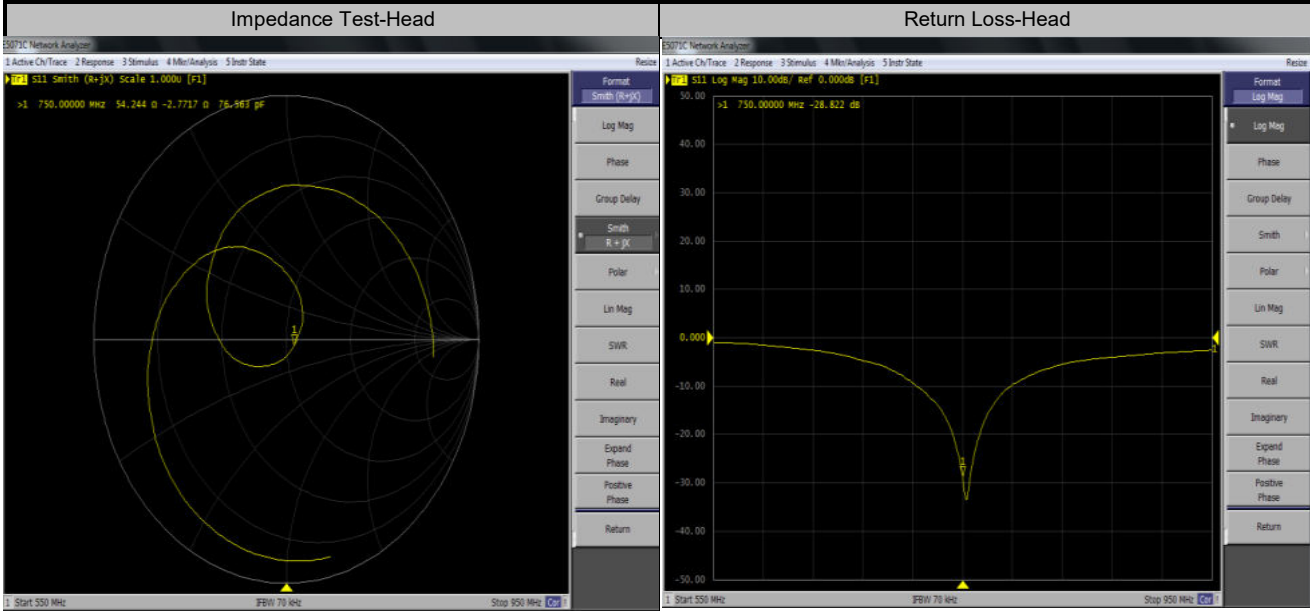 Impedance Test-Head
Return Loss-Head
E5071C Network Analyzer
1 Active Ch/Trace 2 Response 3 Stimulus 4 Mkr/Analysis 5 Instr State
Resize
Tr1 S11 Smith (R+jX) Scale 1.000U [F1]
>1 750.00000 MHz 54.244 Ω -2.7717 Ω 76.563 pF
1
Format
Smith (R+jX)
Log Mag
Phase
Group Delay
Smith
R + jX
Polar
Lin Mag
SWR
Real
Imaginary
Expand
Phase
Positive
Phase
Return
1 Start 550 MHz
IFBW 70 kHz
Stop 950 MHz Cor !
E5071C Network Analyzer
1 Active Ch/Trace 2 Response 3 Stimulus 4 Mkr/Analysis 5 Instr State
Resize
Tr1 S11 Log Mag 10.00dB/ Ref 0.000dB [F1]
50.00
>1 750.00000 MHz -28.822 dB
40.00
30.00
20.00
10.00
0.000
1
-10.00
-20.00
1
-30.00
-40.00
-50.00
Format
Log Mag
Log Mag
Phase
Group Delay
Smith
Polar
Lin Mag
SWR
Real
Imaginary
Expand
Phase
Positive
Phase
Return
1 Start 550 MHz
IFBW 70 kHz
Stop 950 MHz Cor !